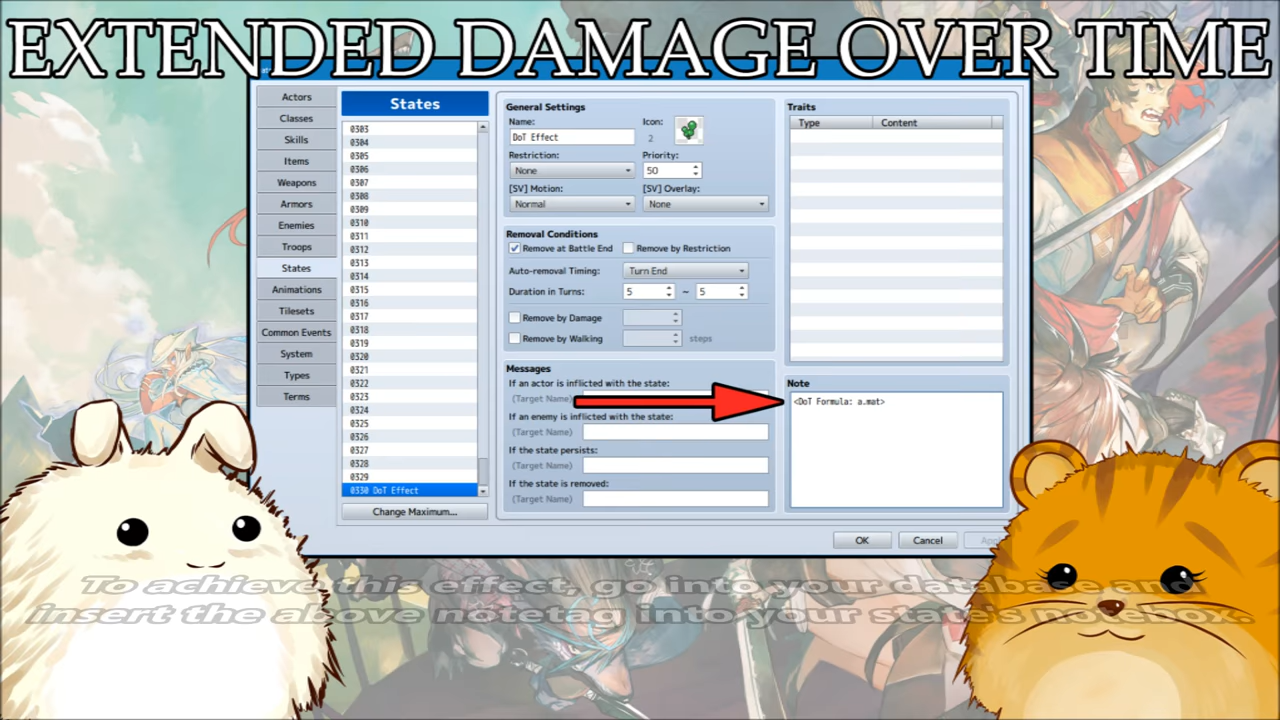 EXTENDED DAMAGE OVER TIME
Actors
Classes
Skills
Items
Weapons
Armors
Enemies
Troops
States
Animations
Tilesets
Common Events
System
Types
Terms
States
0303
0304
0305
0306
0307
0308
0309
0310
0311
0312
0313
0314
0315
0316
0317
0318
0319
0320
0321
0322
0323
0324
0325
0326
0327
0328
0329
0330 DoT Effect
Change Maximum...
General Settings
Name: Icon:
DoT Effect 2
Restriction: Priority:
None 50
[SV] Motion: [SV] Overlay:
Normal None
Removal Conditions
Remove at Battle End Remove by Restriction
Auto-removal Timing: Turn End
Duration in Turns: 5 ~ 5
Remove by Damage
Remove by Walking steps
Messages
If an actor is inflicted with the state:
(Target Name)
If an enemy is inflicted with the state:
(Target Name)
If the state persists:
(Target Name)
If the state is removed:
(Target Name)
Traits
Type Content
Note
<DoT Formula: a.mat>
OK Cancel
To achieve this effect, go into your database and
insert the above notetag into your state's notebox.